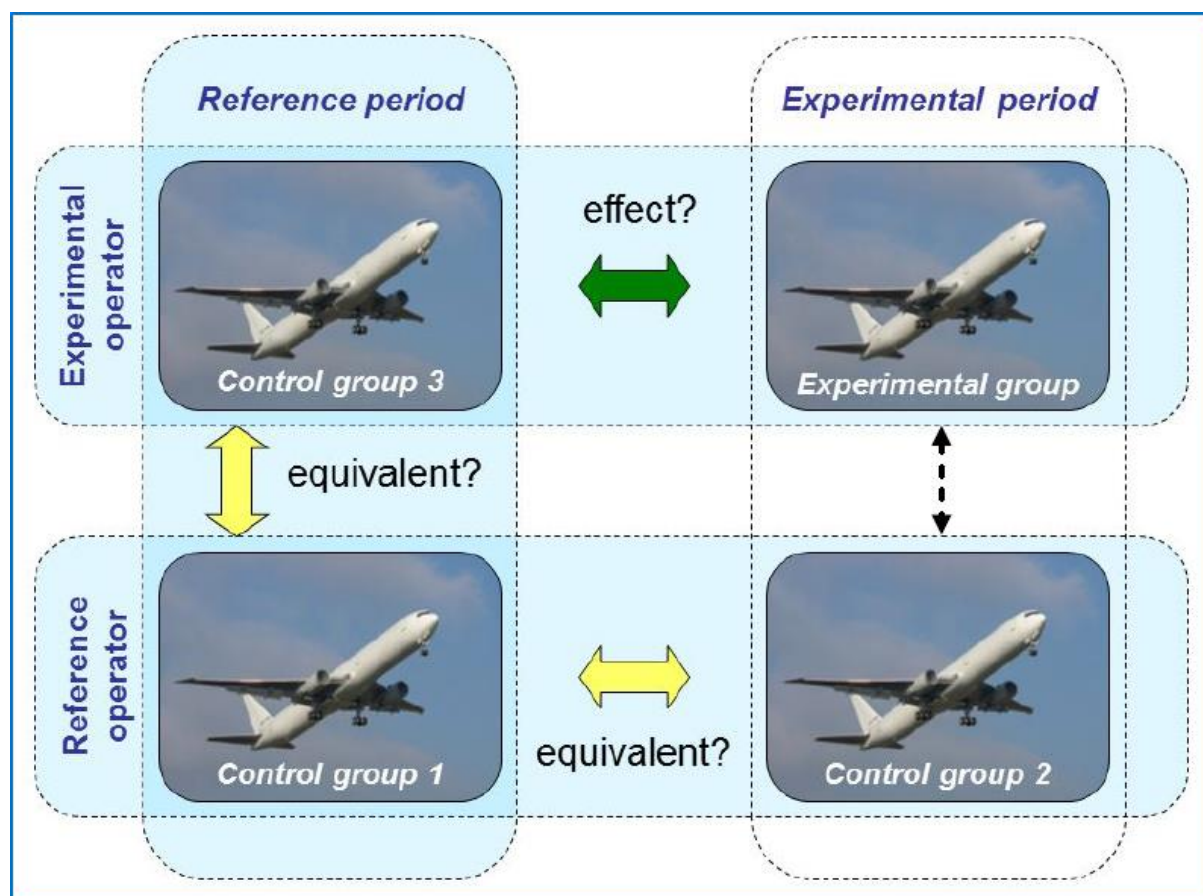 Reference period
Experimental period
Experimental
operator
Control group 3
effect?
Experimental group
equivalent?
Reference
operator
Control group 1
equivalent?
Control group 2